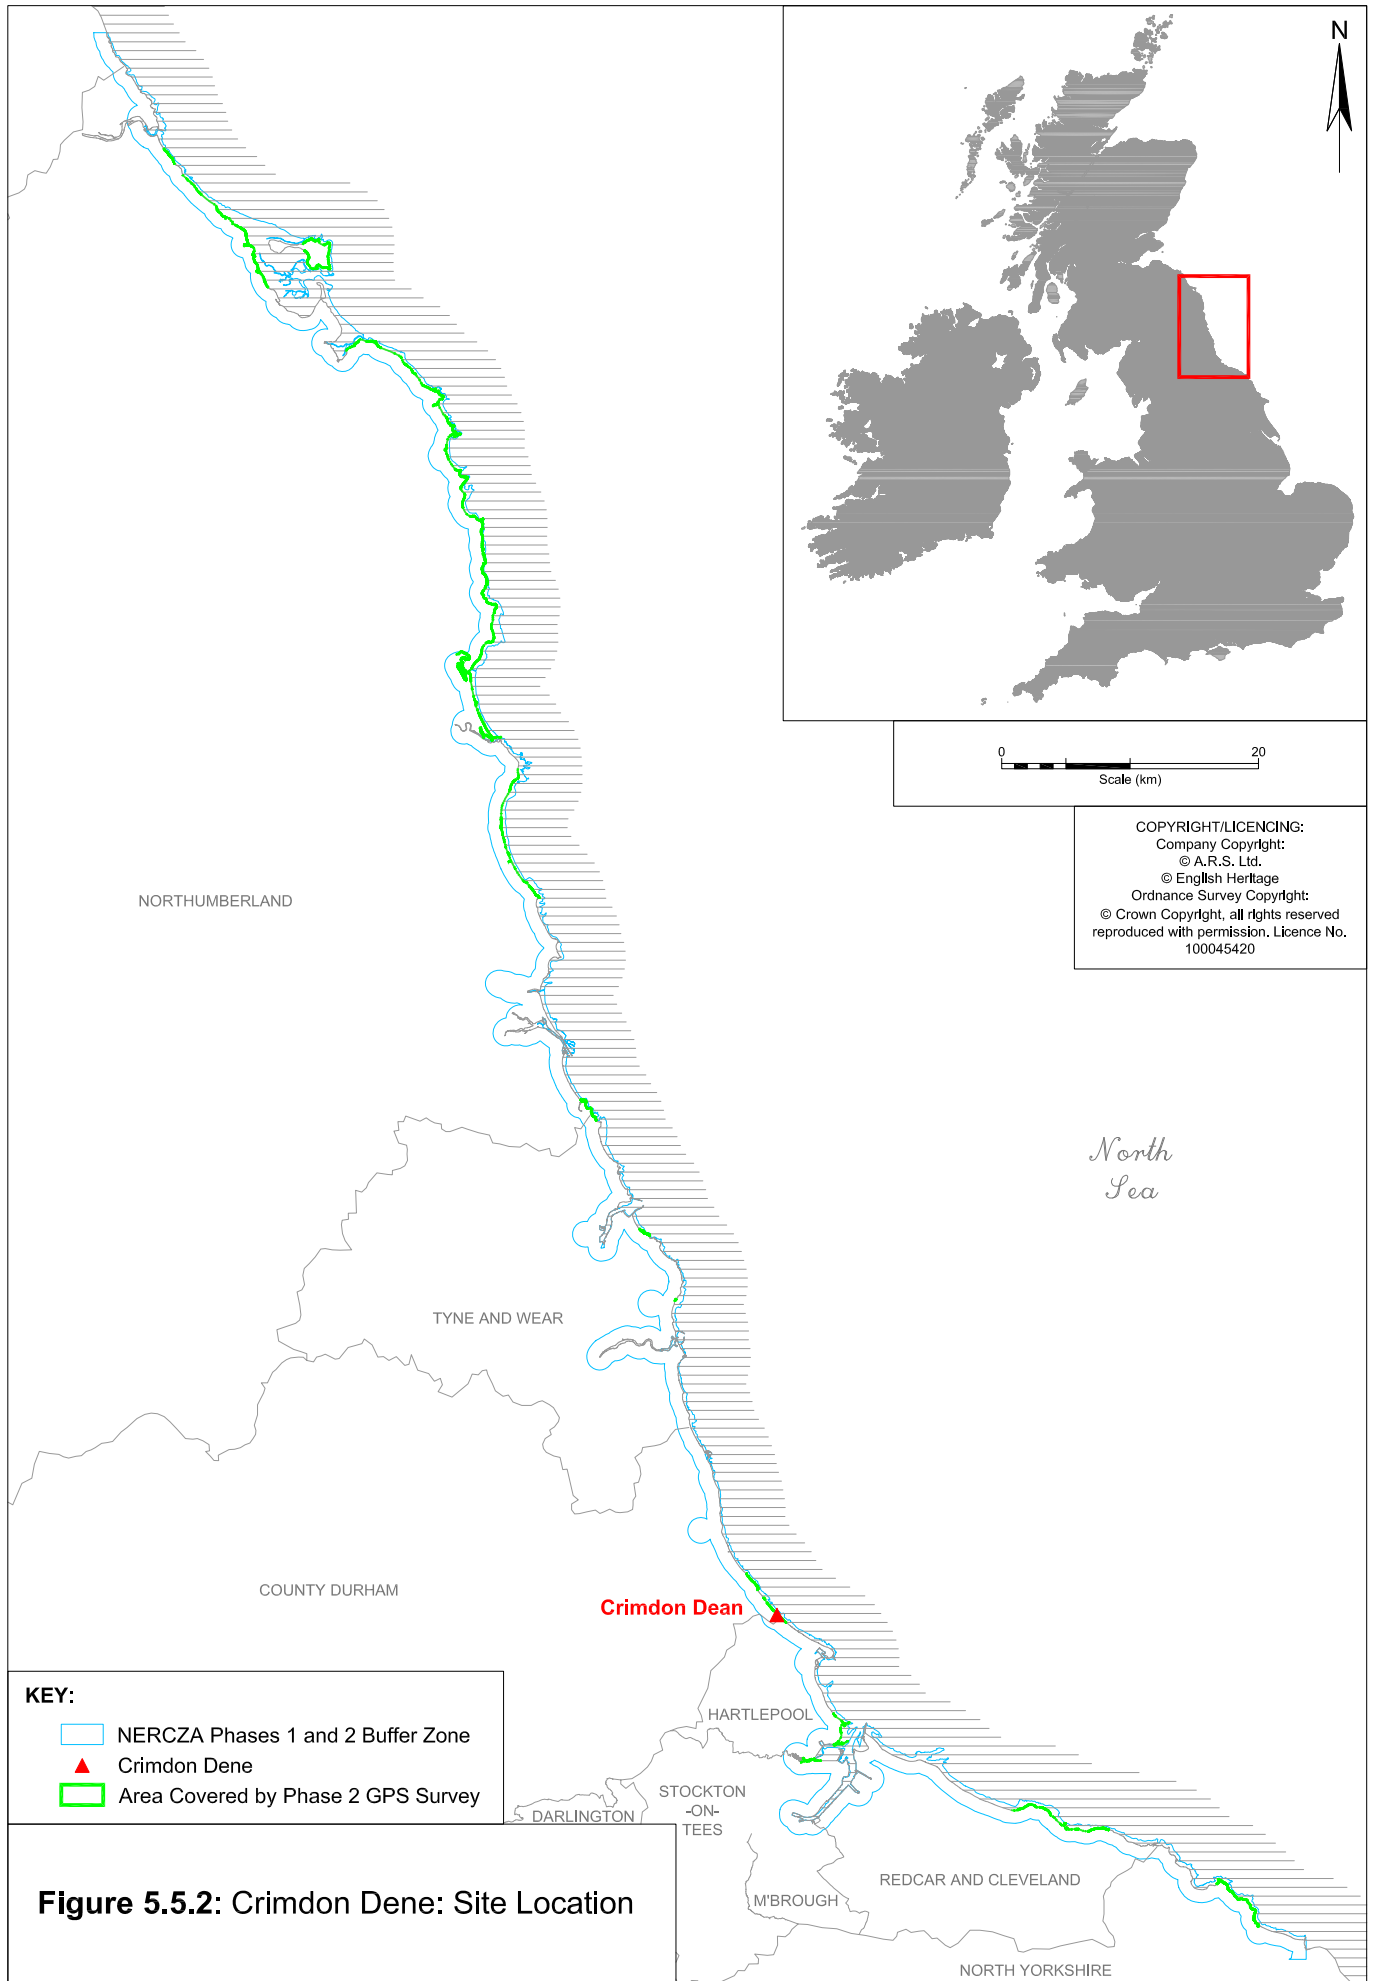 N
0
20
Scale (km)
COPYRIGHT/LICENCING:
Company Copyright:
© A.R.S. Ltd.
© English Heritage
Ordnance Survey Copyright:
© Crown Copyright, all rights reserved
reproduced with permission. Licence No.
100045420
NORTHUMBERLAND
North
Sea
TYNE AND WEAR
COUNTY DURHAM
Crimdon Dean
HARTLEPOOL
STOCKTON
-ON-
TEES
DARLINGTON
M'BROUGH
REDCAR AND CLEVELAND
NORTH YORKSHIRE
KEY:
NERCZA Phases 1 and 2 Buffer Zone
Crimdon Dene
Area Covered by Phase 2 GPS Survey
Figure 5.5.2: Crimdon Dene: Site Location